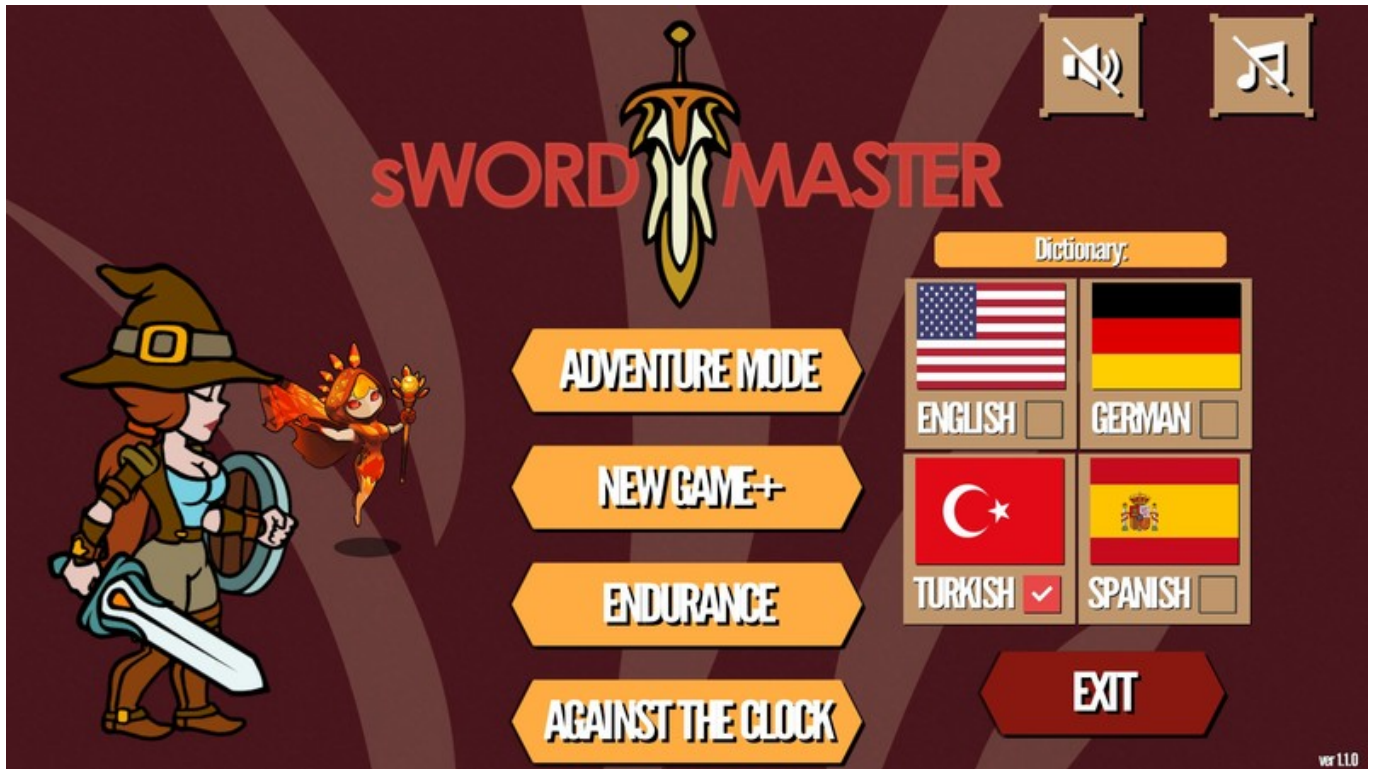 sWORD MASTER
Dictionary:
ADVENTURE MODE
ENGLISH
GERMAN
NEW GAME+
ENDURANCE
TURKISH
SPANISH
AGAINST THE CLOCK
EXIT
ver 1.1.0